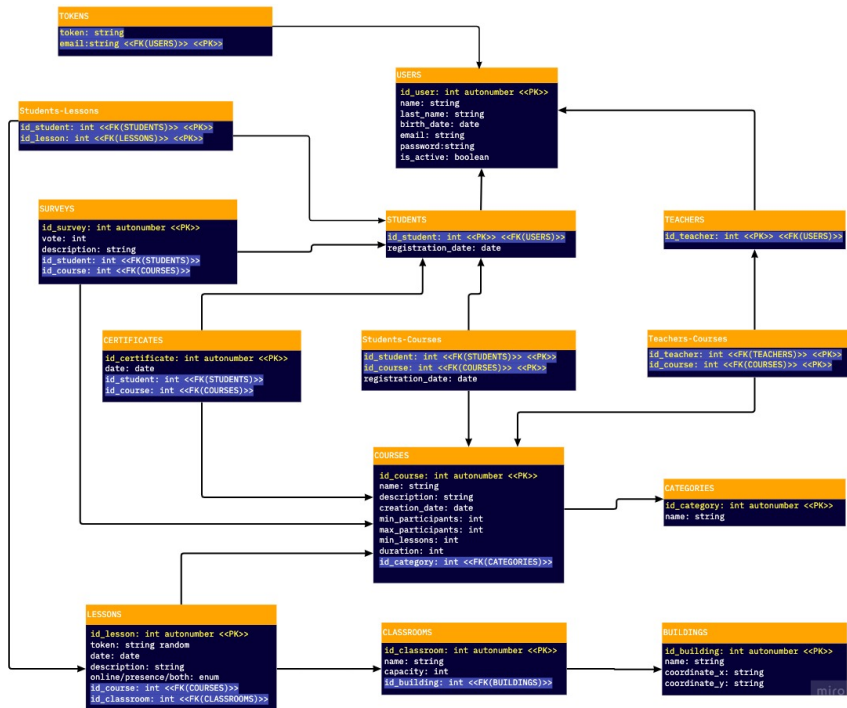 TOKENS
token: string
email:string <<FK(USERS)>> <<PK>>
USERS
id_user: int autonumber <<PK>>
name: string
last_name: string
birth_date: date
email: string
password:string
is_active: boolean
Students-Lessons
id_student: int <<FK(STUDENTS)>> <<PK>>
id_lesson: int <<FK(LESSONS)>> <<PK>>
SURVEYS
id_survey: int autonumber <<PK>>
vote: int
description: string
id_student: int <<FK(STUDENTS)>>
id_course: int <<FK(COURSES)>>
STUDENTS
id_student: int <<PK>> <<FK(USERS)>>
registration_date: date
TEACHERS
id_teacher: int <<PK>> <<FK(USERS)>>
CERTIFICATES
id_certificate: int autonumber <<PK>>
date: date
id_student: int <<FK(STUDENTS)>>
id_course: int <<FK(COURSES)>>
Students-Courses
id_student: int <<FK(STUDENTS)>> <<PK>>
id_course: int <<FK(COURSES)>> <<PK>>
registration_date: date
Teachers-Courses
id_teacher: int <<FK(TEACHERS)>> <<PK>>
id_course: int <<FK(COURSES)>> <<PK>>
COURSES
id_course: int autonumber <<PK>>
name: string
description: string
creation_date: date
min_participants: int
max_participants: int
min_lessons: int
duration: int
id_category: int <<FK(CATEGORIES)>>
CATEGORIES
id_category: int autonumber <<PK>>
name: string
LESSONS
id_lesson: int autonumber <<PK>>
token: string random
date: date
description: string
online/presence/both: enum
id_course: int <<FK(COURSES)>>
id_classroom: int <<FK(CLASSROOMS)>>
CLASSROOMS
id_classroom: int autonumber <<PK>>
name: string
capacity: int
id_building: int <<FK(BUILDINGS)>>
BUILDINGS
id_building: int autonumber <<PK>>
name: string
coordinate_x: string
coordinate_y: string
miro